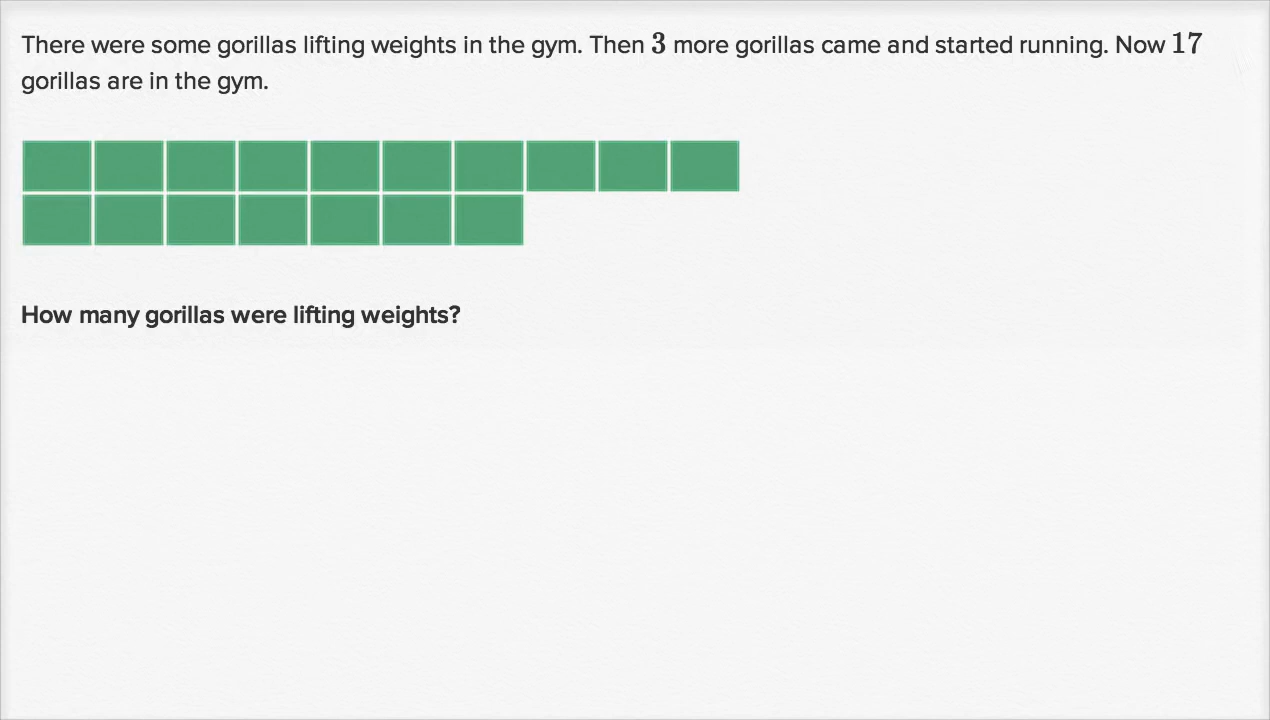 There were some gorillas lifting weights in the gym. Then 3 more gorillas came and started running. Now 17
gorillas are in the gym.
How many gorillas were lifting weights?